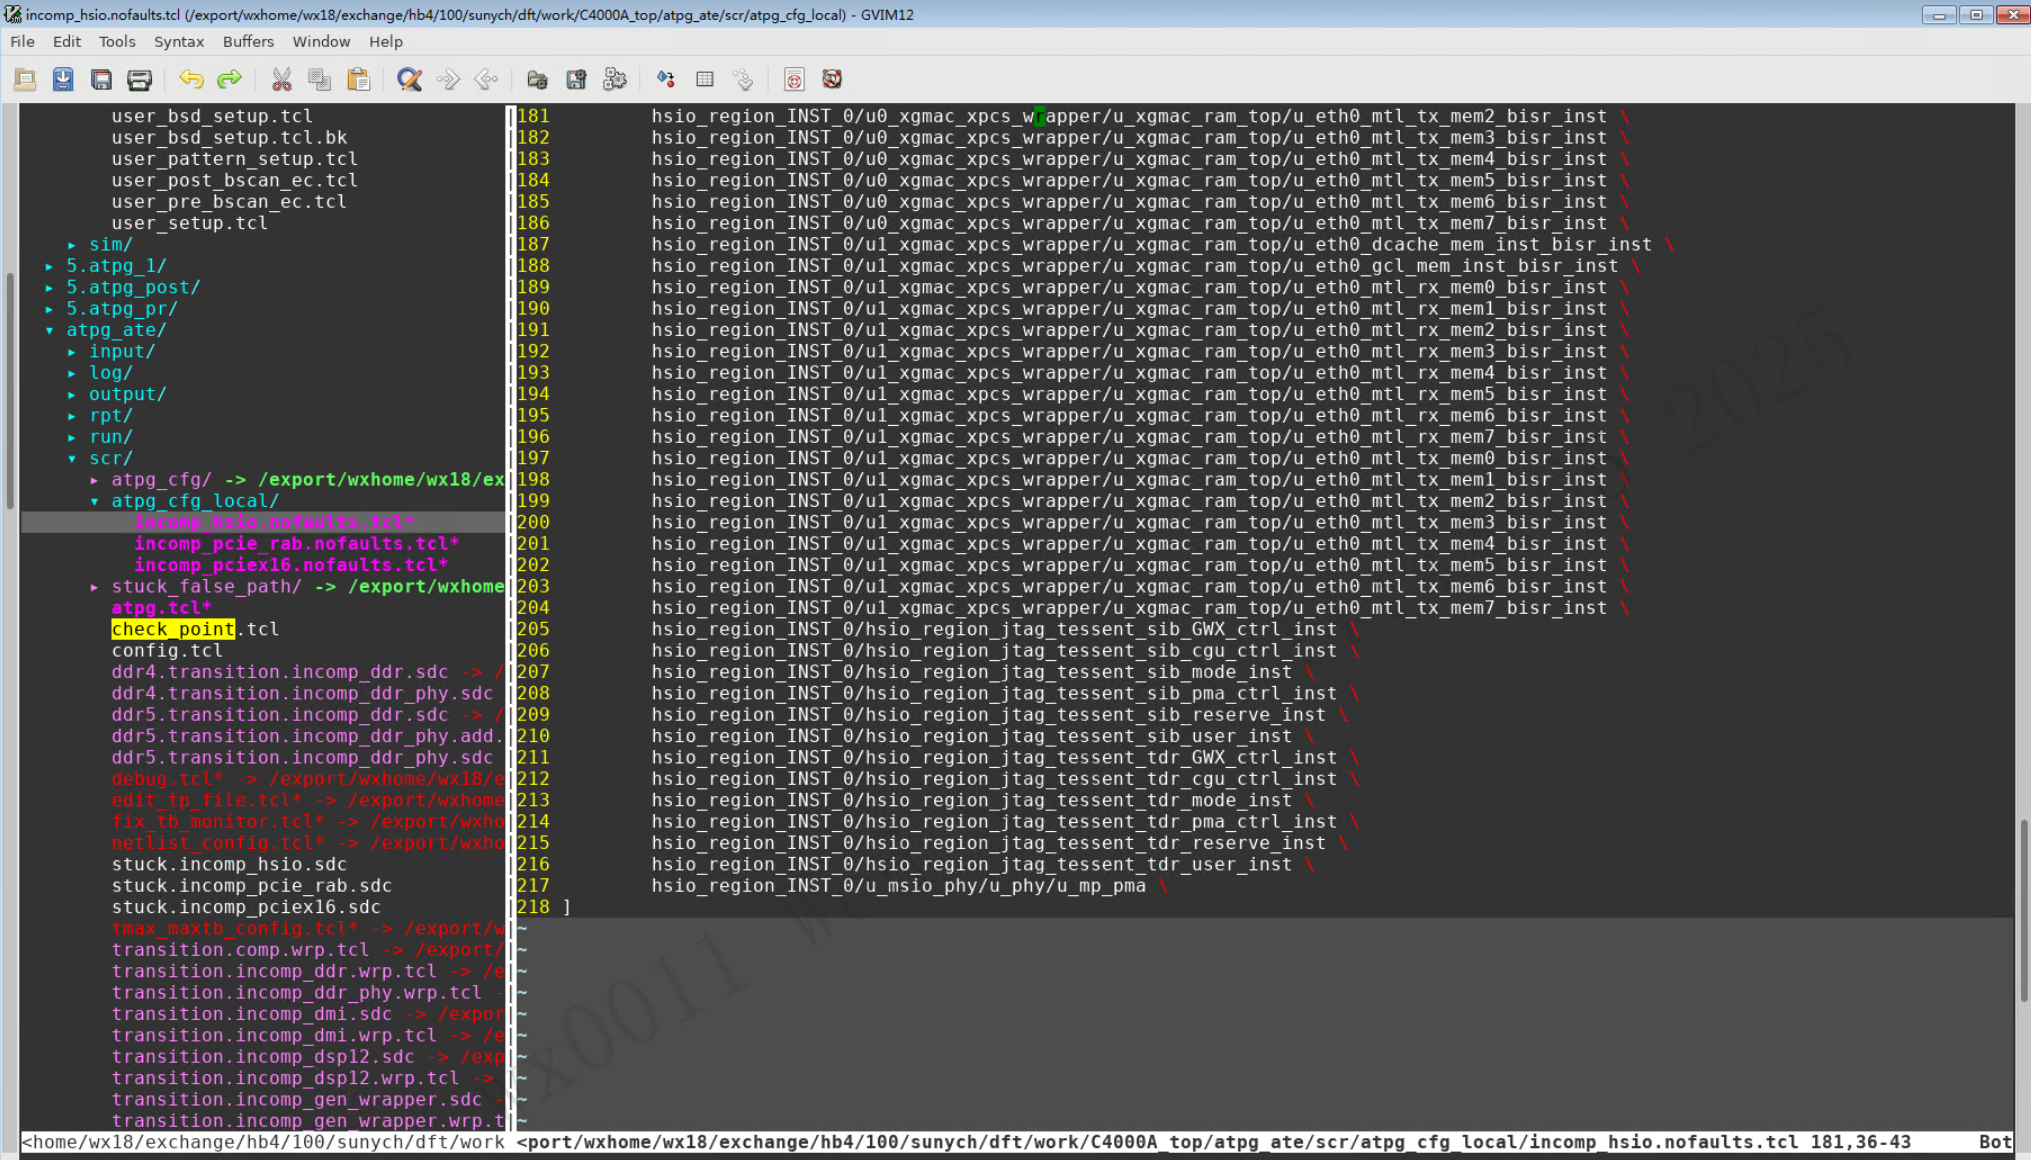 incomp_hsio.nofaults.tcl (/export/wxhome/wx18/exchange/hb4/100/sunych/dft/work/C4000A_top/atpg_ate/scr/atpg_cfg_local) - GVIM12
File Edit Tools Syntax Buffers Window Help
user_bsd_setup.tcl
user_bsd_setup.tcl.bk
user_pattern_setup.tcl
user_post_bscan_ec.tcl
user_pre_bscan_ec.tcl
user_setup.tcl
▸ sim/
▸ 5.atpg_1/
▸ 5.atpg_post/
▸ 5.atpg_pr/
▾ atpg_ate/
▸ input/
▸ log/
▸ output/
▸ rpt/
▸ run/
▾ scr/
▸ atpg_cfg/ -> /export/wxhome/wx18/ex
▾ atpg_cfg_local/
incomp_hsio.nofaults.tcl*
incomp_pcie_rab.nofaults.tcl*
incomp_pciex16.nofaults.tcl*
▸ stuck_false_path/ -> /export/wxhome
atpg.tcl*
check_point.tcl
config.tcl
ddr4.transition.incomp_ddr.sdc -> /
ddr4.transition.incomp_ddr_phy.sdc
ddr5.transition.incomp_ddr.sdc -> /
ddr5.transition.incomp_ddr_phy.add.
ddr5.transition.incomp_ddr_phy.sdc
debug.tcl* -> /export/wxhome/wx18/e
edit_tp_file.tcl* -> /export/wxhome
fix_tb_monitor.tcl* -> /export/wxho
netlist_config.tcl* -> /export/wxho
stuck.incomp_hsio.sdc
stuck.incomp_pcie_rab.sdc
stuck.incomp_pciex16.sdc
tmax_maxtb_config.tcl* -> /export/w
transition.comp.wrp.tcl -> /export/
transition.incomp_ddr.wrp.tcl -> /e
transition.incomp_ddr_phy.wrp.tcl -
transition.incomp_dmi.sdc -> /expor
transition.incomp_dmi.wrp.tcl -> /e
transition.incomp_dsp12.sdc -> /exp
transition.incomp_dsp12.wrp.tcl ->
transition.incomp_gen_wrapper.sdc -
transition.incomp_gen_wrapper.wrp.t
<home/wx18/exchange/hb4/100/sunych/dft/work
181 hsio_region_INST_0/u0_xgmac_xpcs_wrapper/u_xgmac_ram_top/u_eth0_mtl_tx_mem2_bisr_inst \
182 hsio_region_INST_0/u0_xgmac_xpcs_wrapper/u_xgmac_ram_top/u_eth0_mtl_tx_mem3_bisr_inst \
183 hsio_region_INST_0/u0_xgmac_xpcs_wrapper/u_xgmac_ram_top/u_eth0_mtl_tx_mem4_bisr_inst \
184 hsio_region_INST_0/u0_xgmac_xpcs_wrapper/u_xgmac_ram_top/u_eth0_mtl_tx_mem5_bisr_inst \
185 hsio_region_INST_0/u0_xgmac_xpcs_wrapper/u_xgmac_ram_top/u_eth0_mtl_tx_mem6_bisr_inst \
186 hsio_region_INST_0/u0_xgmac_xpcs_wrapper/u_xgmac_ram_top/u_eth0_mtl_tx_mem7_bisr_inst \
187 hsio_region_INST_0/u1_xgmac_xpcs_wrapper/u_xgmac_ram_top/u_eth0_dcache_mem_inst_bisr_inst \
188 hsio_region_INST_0/u1_xgmac_xpcs_wrapper/u_xgmac_ram_top/u_eth0_gcl_mem_inst_bisr_inst \
189 hsio_region_INST_0/u1_xgmac_xpcs_wrapper/u_xgmac_ram_top/u_eth0_mtl_rx_mem0_bisr_inst \
190 hsio_region_INST_0/u1_xgmac_xpcs_wrapper/u_xgmac_ram_top/u_eth0_mtl_rx_mem1_bisr_inst \
191 hsio_region_INST_0/u1_xgmac_xpcs_wrapper/u_xgmac_ram_top/u_eth0_mtl_rx_mem2_bisr_inst \
192 hsio_region_INST_0/u1_xgmac_xpcs_wrapper/u_xgmac_ram_top/u_eth0_mtl_rx_mem3_bisr_inst \
193 hsio_region_INST_0/u1_xgmac_xpcs_wrapper/u_xgmac_ram_top/u_eth0_mtl_rx_mem4_bisr_inst \
194 hsio_region_INST_0/u1_xgmac_xpcs_wrapper/u_xgmac_ram_top/u_eth0_mtl_rx_mem5_bisr_inst \
195 hsio_region_INST_0/u1_xgmac_xpcs_wrapper/u_xgmac_ram_top/u_eth0_mtl_rx_mem6_bisr_inst \
196 hsio_region_INST_0/u1_xgmac_xpcs_wrapper/u_xgmac_ram_top/u_eth0_mtl_rx_mem7_bisr_inst \
197 hsio_region_INST_0/u1_xgmac_xpcs_wrapper/u_xgmac_ram_top/u_eth0_mtl_tx_mem0_bisr_inst \
198 hsio_region_INST_0/u1_xgmac_xpcs_wrapper/u_xgmac_ram_top/u_eth0_mtl_tx_mem1_bisr_inst \
199 hsio_region_INST_0/u1_xgmac_xpcs_wrapper/u_xgmac_ram_top/u_eth0_mtl_tx_mem2_bisr_inst \
200 hsio_region_INST_0/u1_xgmac_xpcs_wrapper/u_xgmac_ram_top/u_eth0_mtl_tx_mem3_bisr_inst \
201 hsio_region_INST_0/u1_xgmac_xpcs_wrapper/u_xgmac_ram_top/u_eth0_mtl_tx_mem4_bisr_inst \
202 hsio_region_INST_0/u1_xgmac_xpcs_wrapper/u_xgmac_ram_top/u_eth0_mtl_tx_mem5_bisr_inst \
203 hsio_region_INST_0/u1_xgmac_xpcs_wrapper/u_xgmac_ram_top/u_eth0_mtl_tx_mem6_bisr_inst \
204 hsio_region_INST_0/u1_xgmac_xpcs_wrapper/u_xgmac_ram_top/u_eth0_mtl_tx_mem7_bisr_inst \
205 hsio_region_INST_0/hsio_region_jtag_tessent_sib_GWX_ctrl_inst \
206 hsio_region_INST_0/hsio_region_jtag_tessent_sib_cgu_ctrl_inst \
207 hsio_region_INST_0/hsio_region_jtag_tessent_sib_mode_inst \
208 hsio_region_INST_0/hsio_region_jtag_tessent_sib_pma_ctrl_inst \
209 hsio_region_INST_0/hsio_region_jtag_tessent_sib_reserve_inst \
210 hsio_region_INST_0/hsio_region_jtag_tessent_sib_user_inst \
211 hsio_region_INST_0/hsio_region_jtag_tessent_tdr_GWX_ctrl_inst \
212 hsio_region_INST_0/hsio_region_jtag_tessent_tdr_cgu_ctrl_inst \
213 hsio_region_INST_0/hsio_region_jtag_tessent_tdr_mode_inst \
214 hsio_region_INST_0/hsio_region_jtag_tessent_tdr_pma_ctrl_inst \
215 hsio_region_INST_0/hsio_region_jtag_tessent_tdr_reserve_inst \
216 hsio_region_INST_0/hsio_region_jtag_tessent_tdr_user_inst \
217 hsio_region_INST_0/u_msio_phy/u_phy/u_mp_pma \
218 ]
~
~
~
~
~
~
~
~
~
~
<port/wxhome/wx18/exchange/hb4/100/sunych/dft/work/C4000A_top/atpg_ate/scr/atpg_cfg_local/incomp_hsio.nofaults.tcl 181,36-43 Bot
2025